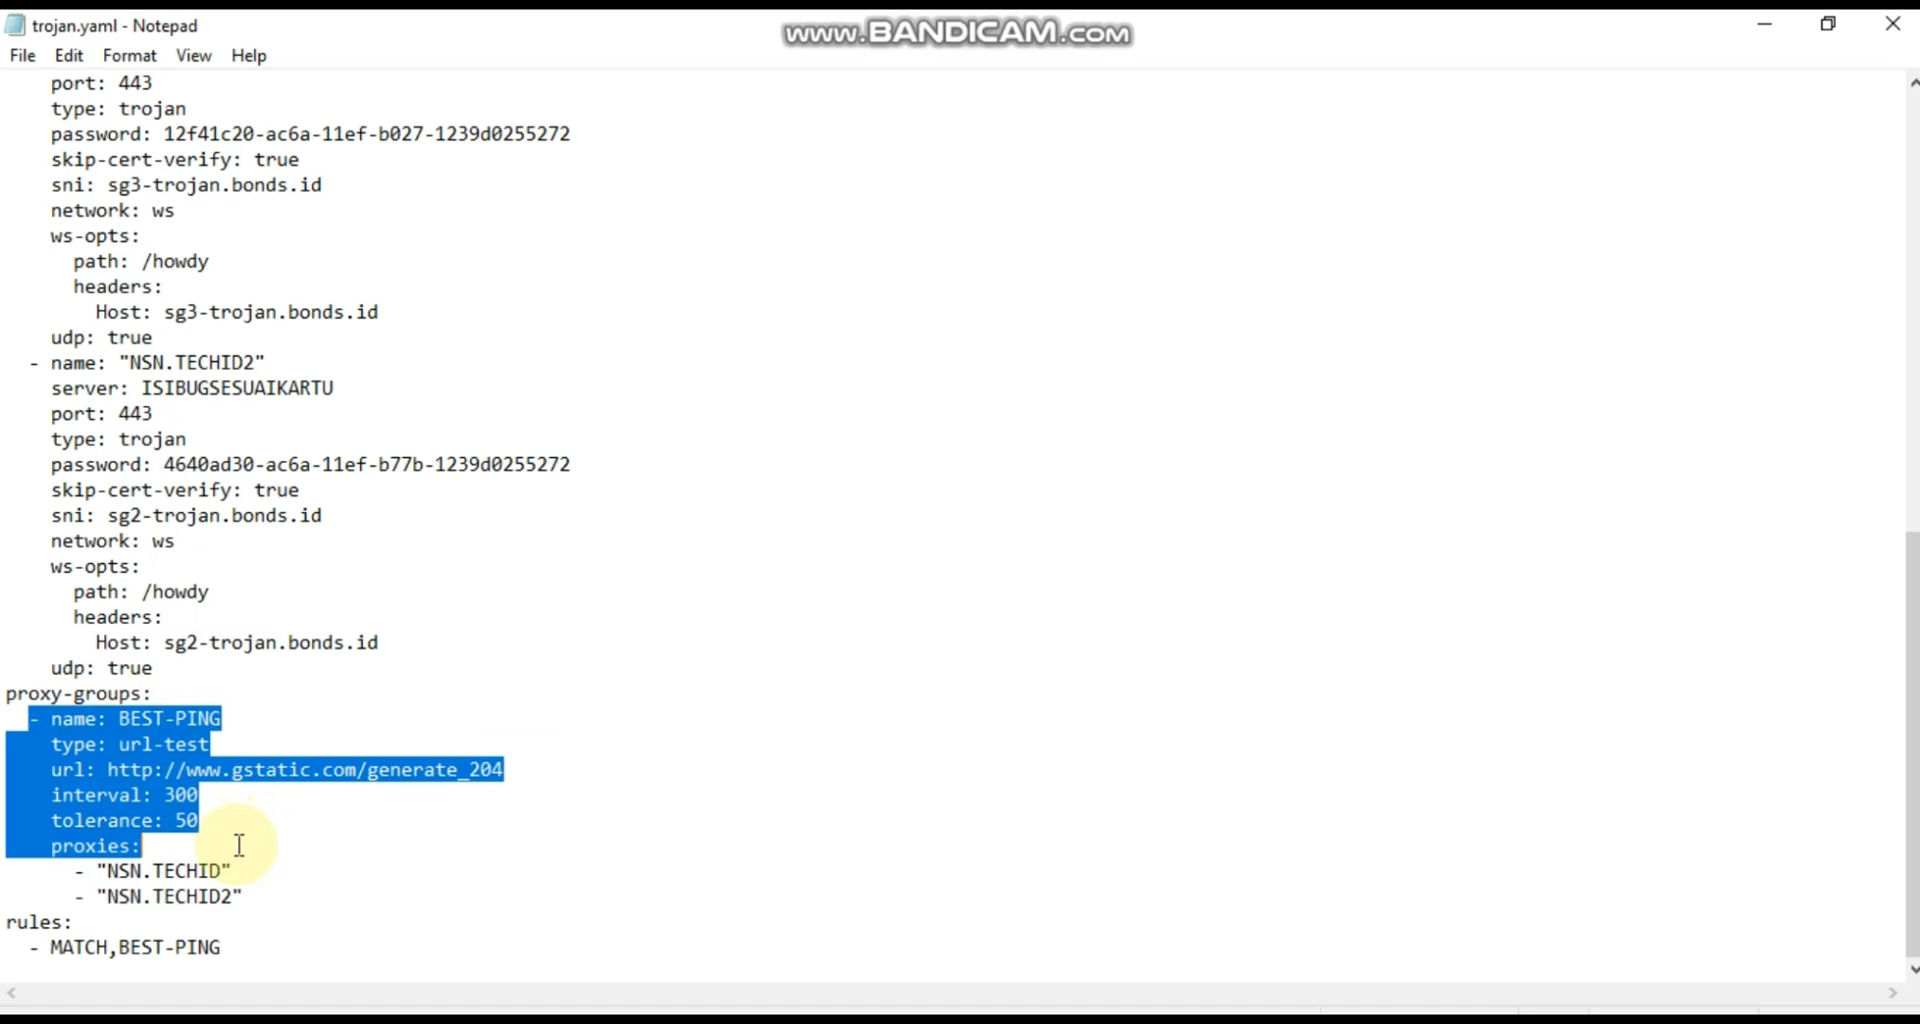 trojan.yaml - Notepad
www.BANDICAM.com
File Edit Format View Help
port: 443
type: trojan
password: 12f41c20-ac6a-11ef-b027-1239d0255272
skip-cert-verify: true
sni: sg3-trojan.bonds.id
network: ws
ws-opts:
path: /howdy
headers:
Host: sg3-trojan.bonds.id
udp: true
- name: "NSN.TECHID2"
server: ISIBUGSESUAIKARTU
port: 443
type: trojan
password: 4640ad30-ac6a-11ef-b77b-1239d0255272
skip-cert-verify: true
sni: sg2-trojan.bonds.id
network: ws
ws-opts:
path: /howdy
headers:
Host: sg2-trojan.bonds.id
udp: true
proxy-groups:
- name: BEST-PING
type: url-test
url: http://www.gstatic.com/generate_204
interval: 300
tolerance: 50
proxies:
- "NSN.TECHID"
- "NSN.TECHID2"
rules:
- MATCH,BEST-PING